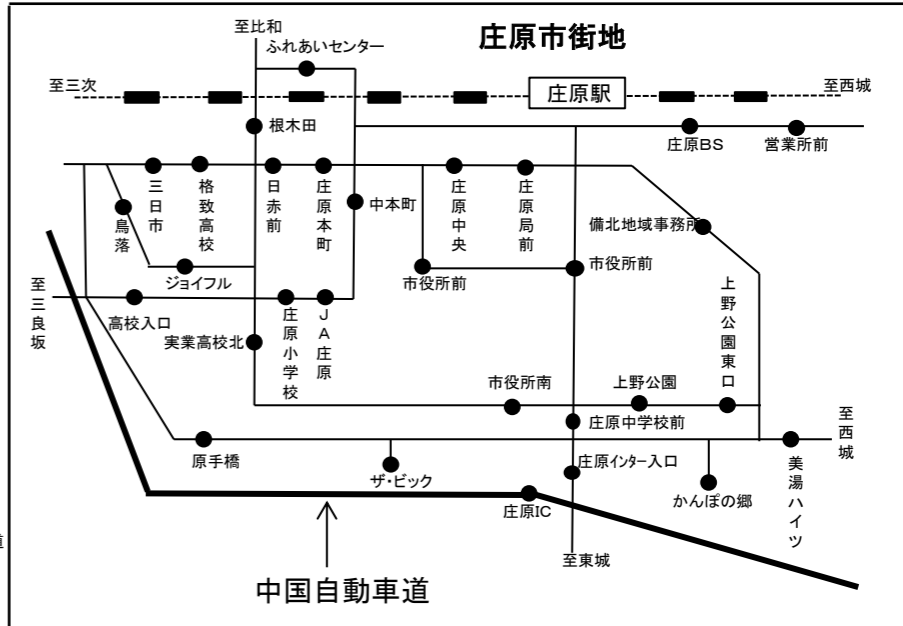 庄原市街地
至比和
ふれあいセンター
至三次
庄原駅
至西城
根木田
庄原BS
営業所前
三日市
格致高校
日赤前
庄原本町
中本町
庄原中央
庄原局前
備北地域事務所
鳥落
ジョイフル
市役所前
市役所前
上野公園東口
至三良坂
高校入口
庄原小学校
JA庄原
実業高校北
市役所南
上野公園
庄原中学校前
至西城
原手橋
ザ・ビック
庄原インター入口
かんぽの郷
美湯ハイツ
庄原IC
道
至東城
中国自動車道